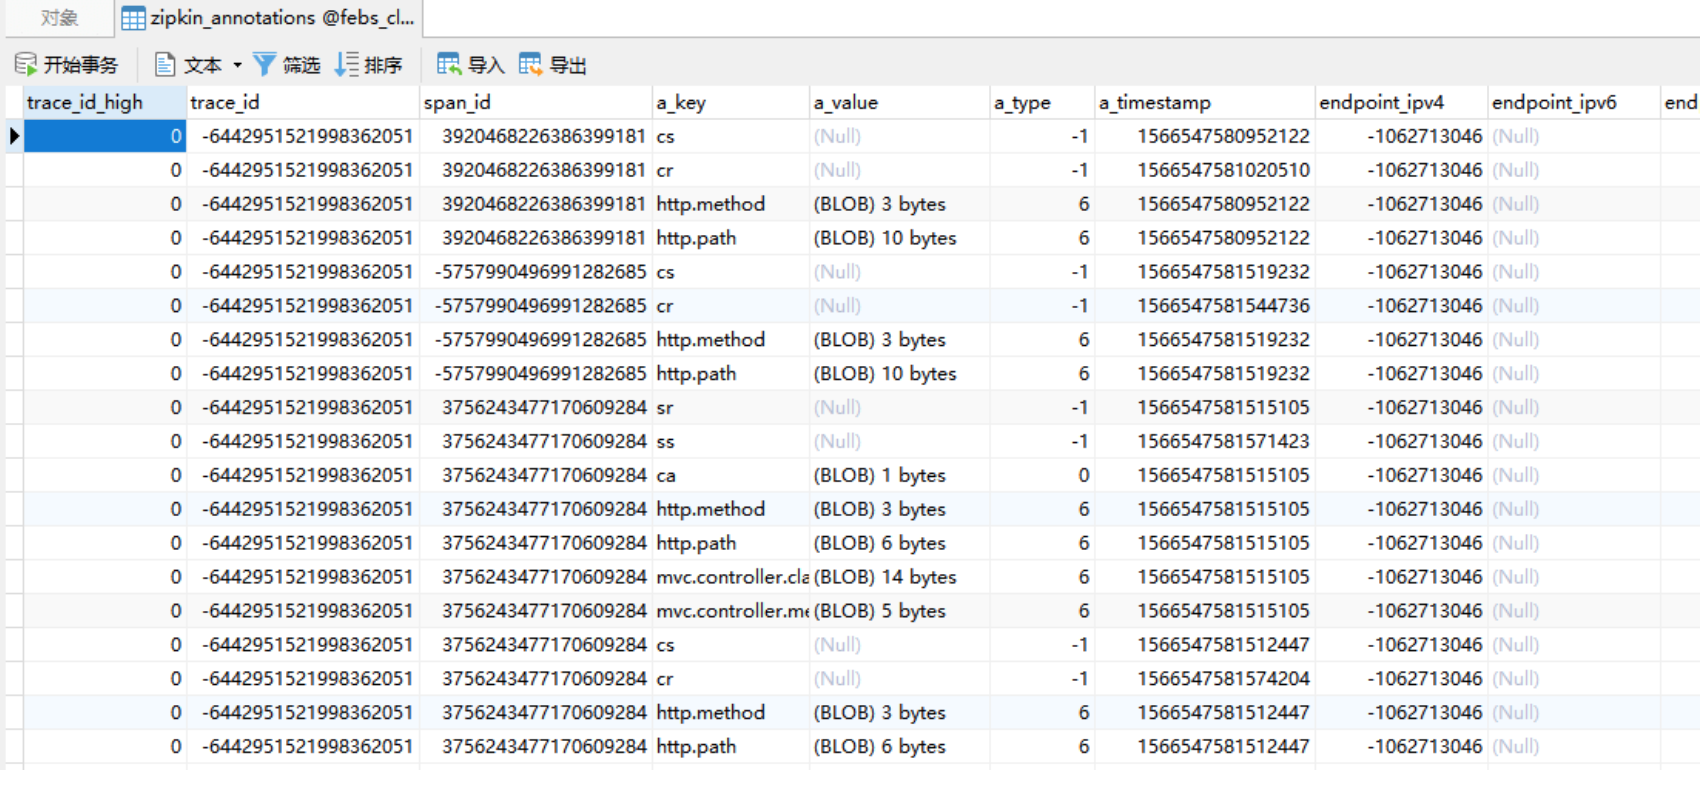 对象 zipkin_annotations @febs_cl...
开始事务 文本 筛选 排序 导入 导出
trace_id_high trace_id span_id a_key a_value a_type a_timestamp endpoint_ipv4 endpoint_ipv6 end
0 -6442951521998362051 3920468226386399181 cs (Null) -1 1566547580952122 -1062713046 (Null)
0 -6442951521998362051 3920468226386399181 cr (Null) -1 1566547581020510 -1062713046 (Null)
0 -6442951521998362051 3920468226386399181 http.method (BLOB) 3 bytes 6 1566547580952122 -1062713046 (Null)
0 -6442951521998362051 3920468226386399181 http.path (BLOB) 10 bytes 6 1566547580952122 -1062713046 (Null)
0 -6442951521998362051 -5757990496991282685 cs (Null) -1 1566547581519232 -1062713046 (Null)
0 -6442951521998362051 -5757990496991282685 cr (Null) -1 1566547581544736 -1062713046 (Null)
0 -6442951521998362051 -5757990496991282685 http.method (BLOB) 3 bytes 6 1566547581519232 -1062713046 (Null)
0 -6442951521998362051 -5757990496991282685 http.path (BLOB) 10 bytes 6 1566547581519232 -1062713046 (Null)
0 -6442951521998362051 3756243477170609284 sr (Null) -1 1566547581515105 -1062713046 (Null)
0 -6442951521998362051 3756243477170609284 ss (Null) -1 1566547581571423 -1062713046 (Null)
0 -6442951521998362051 3756243477170609284 ca (BLOB) 1 bytes 0 1566547581515105 -1062713046 (Null)
0 -6442951521998362051 3756243477170609284 http.method (BLOB) 3 bytes 6 1566547581515105 -1062713046 (Null)
0 -6442951521998362051 3756243477170609284 http.path (BLOB) 6 bytes 6 1566547581515105 -1062713046 (Null)
0 -6442951521998362051 3756243477170609284 mvc.controller.cla (BLOB) 14 bytes 6 1566547581515105 -1062713046 (Null)
0 -6442951521998362051 3756243477170609284 mvc.controller.me (BLOB) 5 bytes 6 1566547581515105 -1062713046 (Null)
0 -6442951521998362051 3756243477170609284 cs (Null) -1 1566547581512447 -1062713046 (Null)
0 -6442951521998362051 3756243477170609284 cr (Null) -1 1566547581574204 -1062713046 (Null)
0 -6442951521998362051 3756243477170609284 http.method (BLOB) 3 bytes 6 1566547581512447 -1062713046 (Null)
0 -6442951521998362051 3756243477170609284 http.path (BLOB) 6 bytes 6 1566547581512447 -1062713046 (Null)